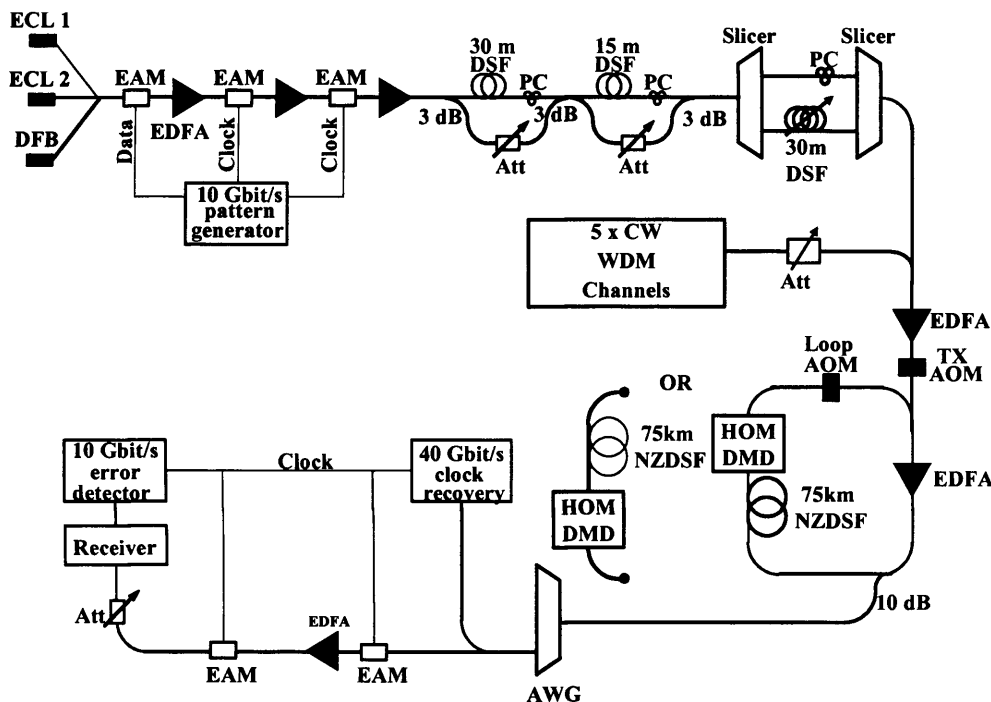 ECL 1
ECL 2
DFB
EAM
EDFA
EAM
EAM
Data
Clock
Clock
10 Gbit/s
pattern
generator
30 m
DSF
PC
3 dB
Att
3 dB
15 m
DSF
PC
Att
3 dB
Slicer
Slicer
PC
30m
DSF
5 x CW
WDM
Channels
Att
EDFA
TX
AOM
Loop
AOM
OR
75km
NZDSF
HOM
DMD
HOM
DMD
75km
NZDSF
EDFA
10 dB
10 Gbit/s
error
detector
Clock
40 Gbit/s
clock
recovery
Receiver
Att
EAM
EDFA
EAM
AWG